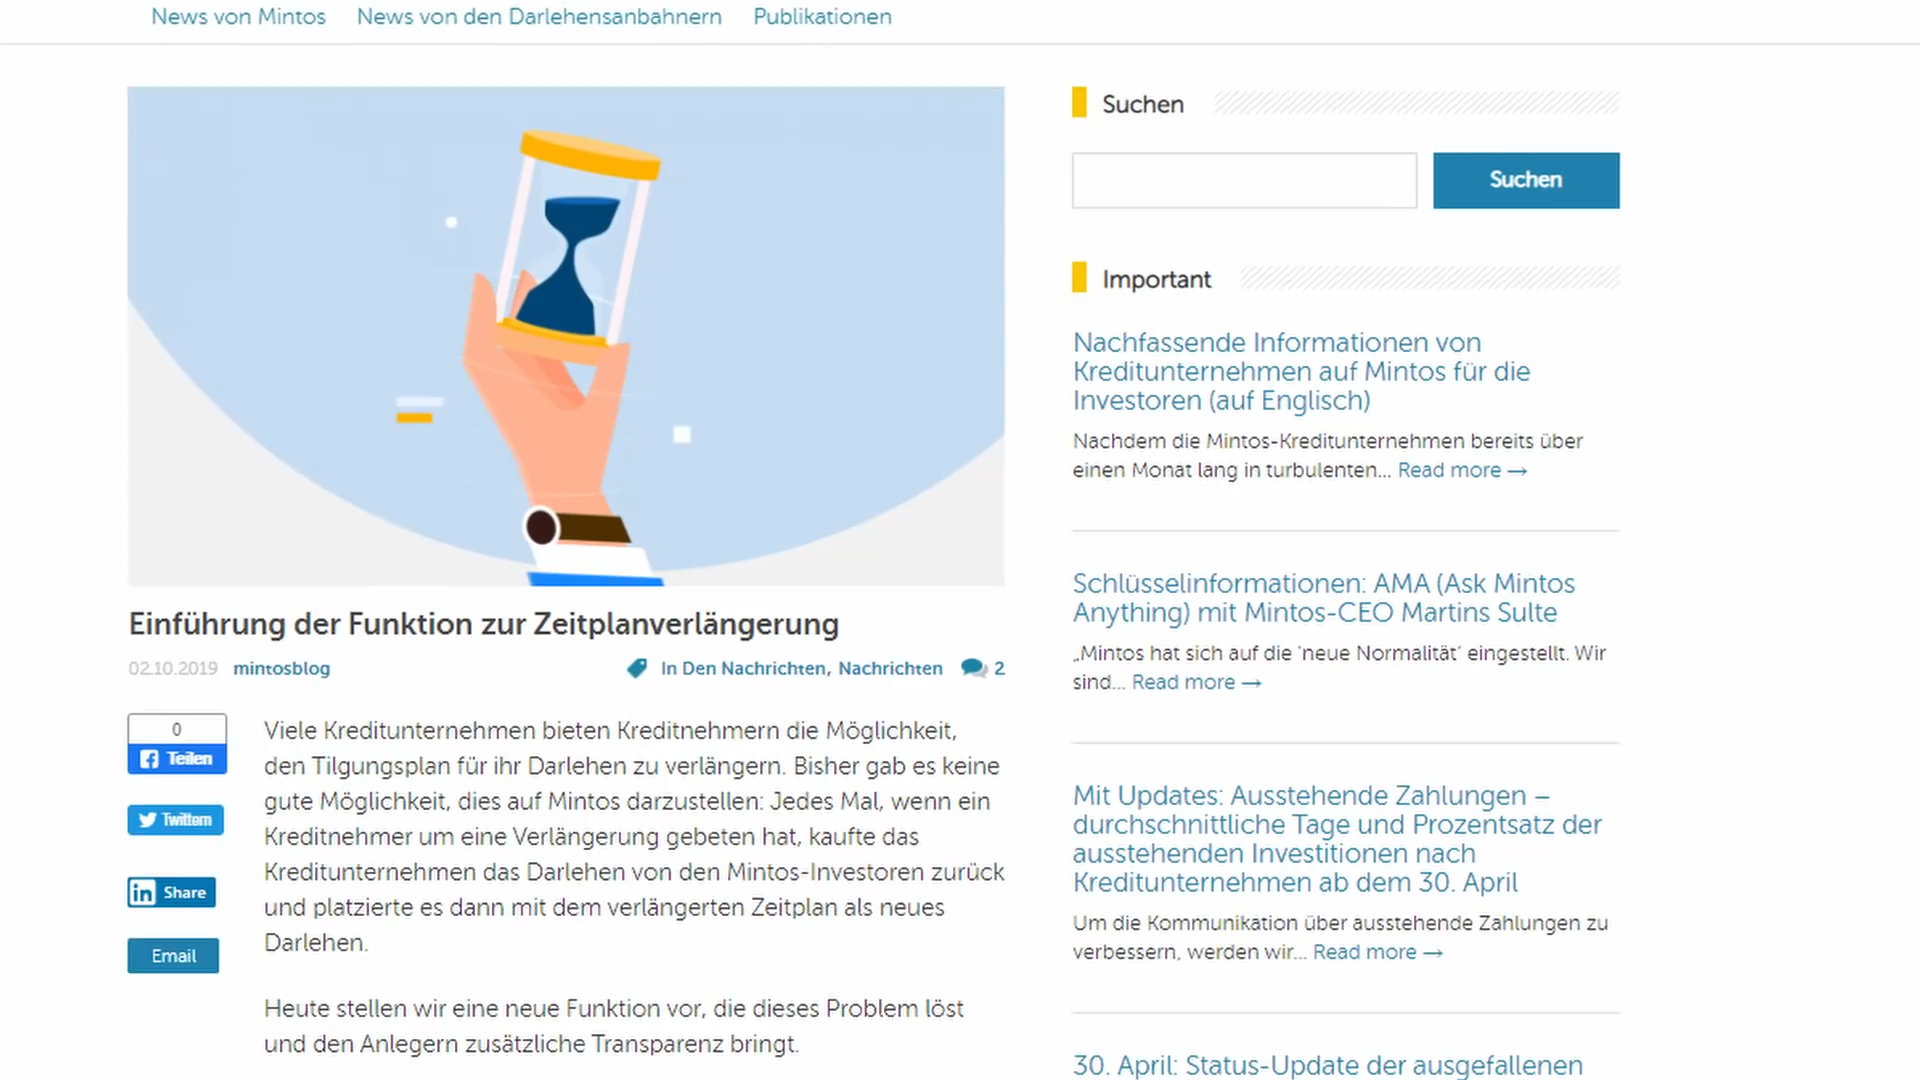 News von Mintos
News von den Darlehensanbahnern
Publikationen
Einführung der Funktion zur Zeitplanverlängerung
02.10.2019 mintosblog
In Den Nachrichten, Nachrichten
2
0
Teilen
Twittern
Share
Email
Viele Kreditunternehmen bieten Kreditnehmern die Möglichkeit,
den Tilgungsplan für ihr Darlehen zu verlängern. Bisher gab es keine
gute Möglichkeit, dies auf Mintos darzustellen: Jedes Mal, wenn ein
Kreditnehmer um eine Verlängerung gebeten hat, kaufte das
Kreditunternehmen das Darlehen von den Mintos-Investoren zurück
und platzierte es dann mit dem verlängerten Zeitplan als neues
Darlehen.
Heute stellen wir eine neue Funktion vor, die dieses Problem löst
und den Anlegern zusätzliche Transparenz bringt.
Suchen
Suchen
Important
Nachfassende Informationen von
Kreditunternehmen auf Mintos für die
Investoren (auf Englisch)
Nachdem die Mintos-Kreditunternehmen bereits über
einen Monat lang in turbulenten... Read more →
Schlüsselinformationen: AMA (Ask Mintos
Anything) mit Mintos-CEO Martins Sulte
„Mintos hat sich auf die ‘neue Normalität’ eingestellt. Wir
sind... Read more →
Mit Updates: Ausstehende Zahlungen –
durchschnittliche Tage und Prozentsatz der
ausstehenden Investitionen nach
Kreditunternehmen ab dem 30. April
Um die Kommunikation über ausstehende Zahlungen zu
verbessern, werden wir... Read more →
30. April: Status-Update der ausgefallenen